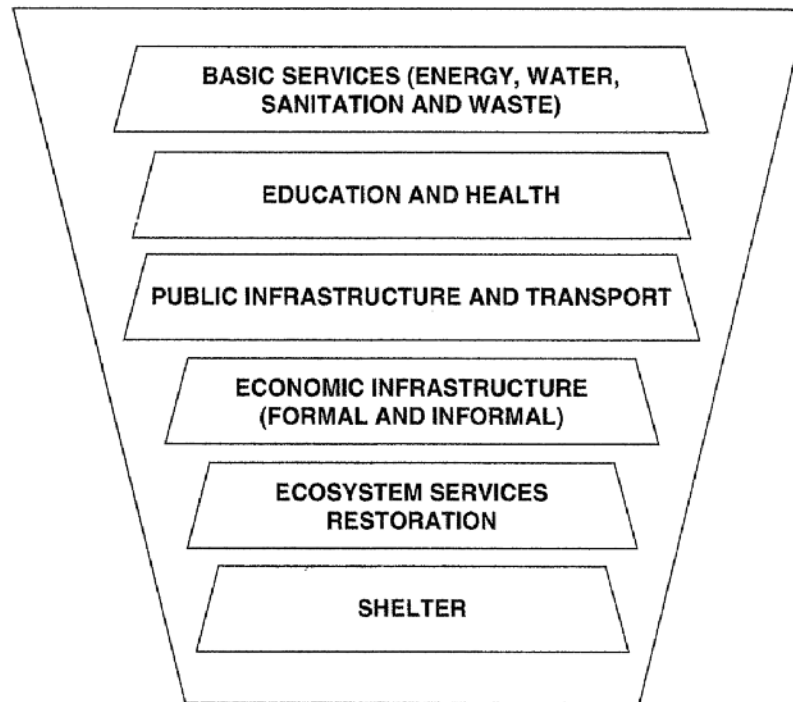 BASIC SERVICES (ENERGY, WATER,
SANITATION AND WASTE)
EDUCATION AND HEALTH
PUBLIC INFRASTRUCTURE AND TRANSPORT
ECONOMIC INFRASTRUCTURE
(FORMAL AND INFORMAL)
ECOSYSTEM SERVICES
RESTORATION
SHELTER